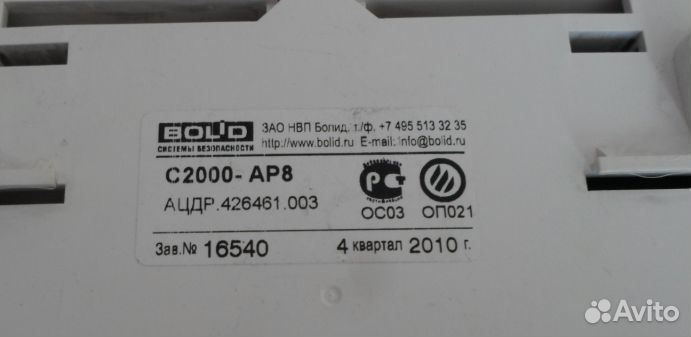 BOLID
СИСТЕМЫ БЕЗОПАСНОСТИ
ЗАО НВП Болид. т./ф. +7 495 513 32 35
http://www.bolid.ru E-mail: info@bolid.ru
С2000- АР8
АЦДР.426461.003
ОС03 ОП021
Зав.№ 16540 4 квартал 2010 г.
Avito